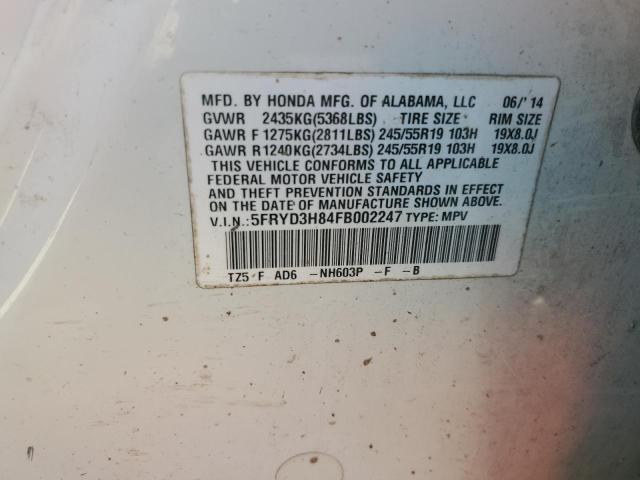 MFD. BY HONDA MFG. OF ALABAMA, LLC 06/'14
GVWR 2435KG(5368LBS) TIRE SIZE RIM SIZE
GAWR F 1275KG(2811LBS) 245/55R19 103H 19X8.0J
GAWR R1240KG(2734LBS) 245/55R19 103H 19X8.0J
THIS VEHICLE CONFORMS TO ALL APPLICABLE
FEDERAL MOTOR VEHICLE SAFETY
AND THEFT PREVENTION STANDARDS IN EFFECT
ON THE DATE OF MANUFACTURE SHOWN ABOVE.
V.I.N.: 5FRYD3H84FB002247 TYPE: MPV
TZ5 F AD6 -NH603P -F -B